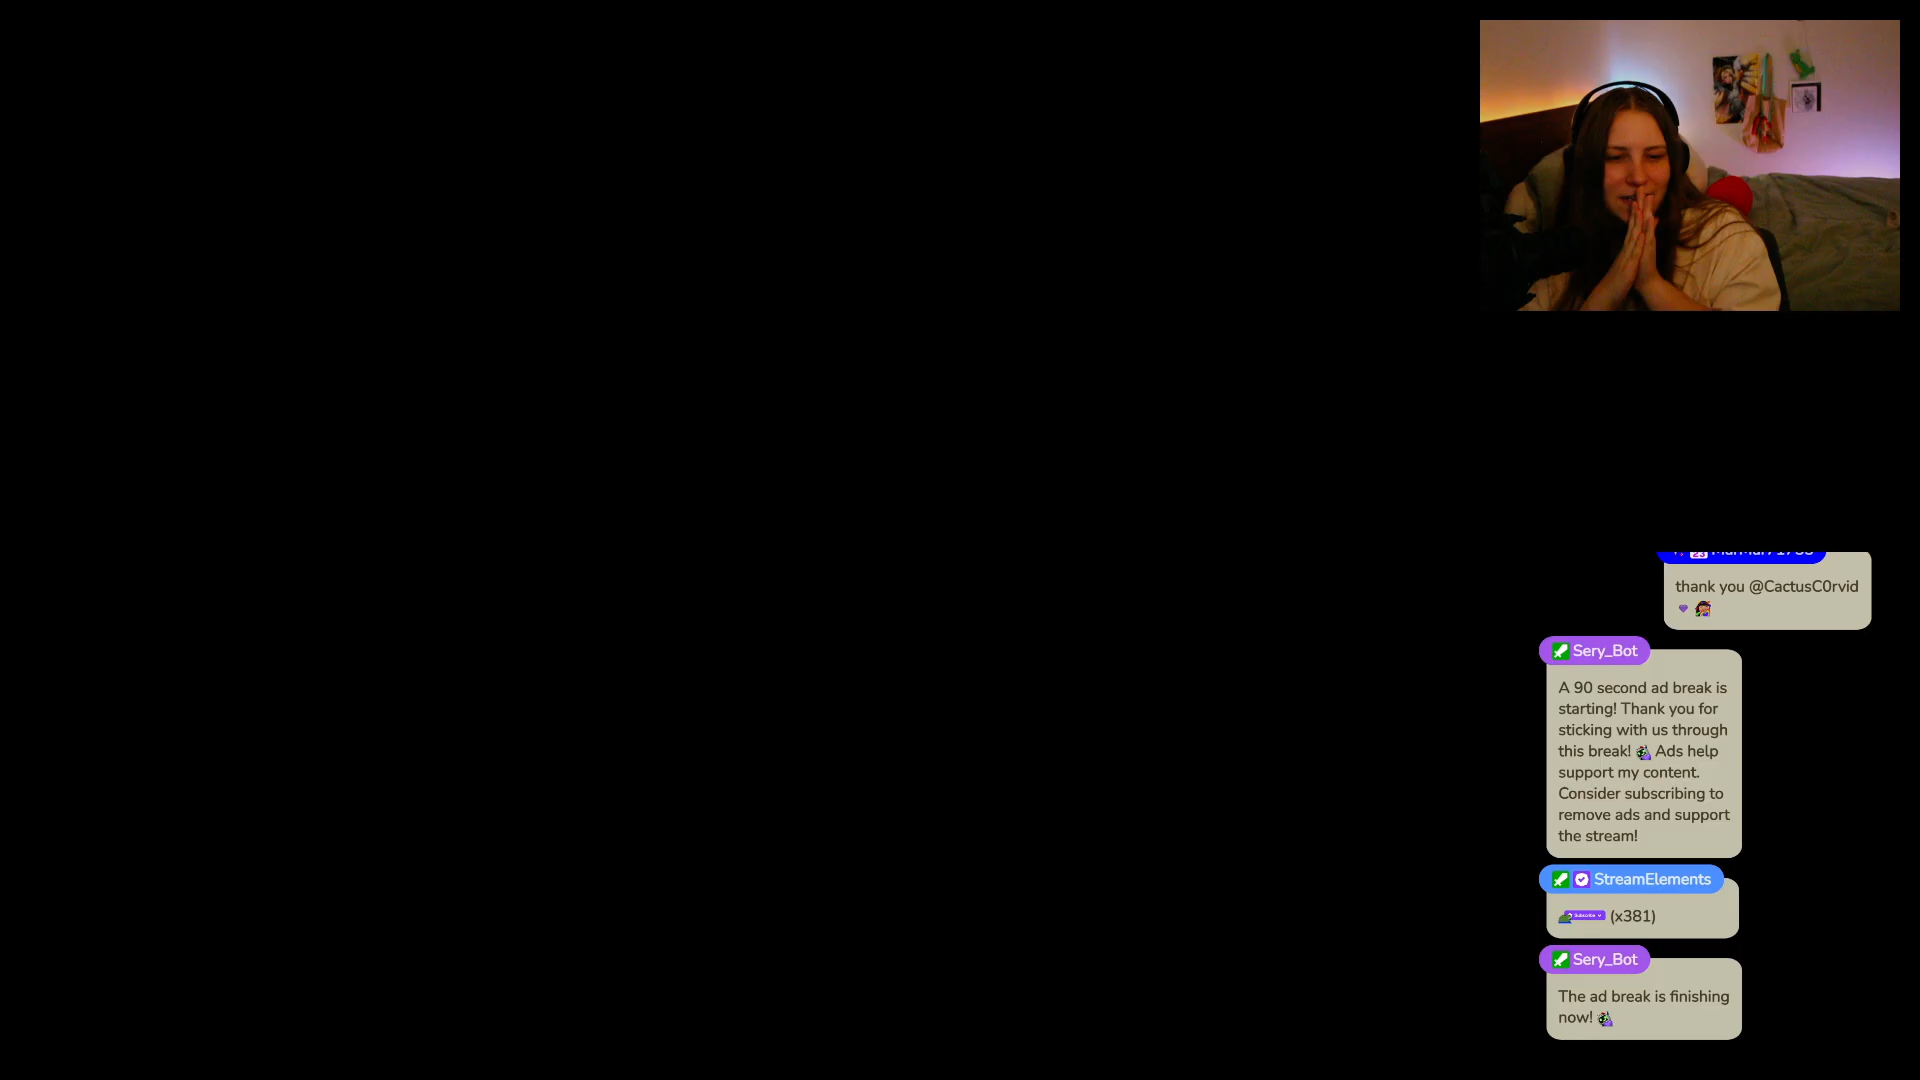 thank you @CactusC0rvid
Sery_Bot
A 90 second ad break is
starting! Thank you for
sticking with us through
this break! Ads help
support my content.
Consider subscribing to
remove ads and support
the stream!
StreamElements
Subscribe (x381)
Sery_Bot
The ad break is finishing
now!